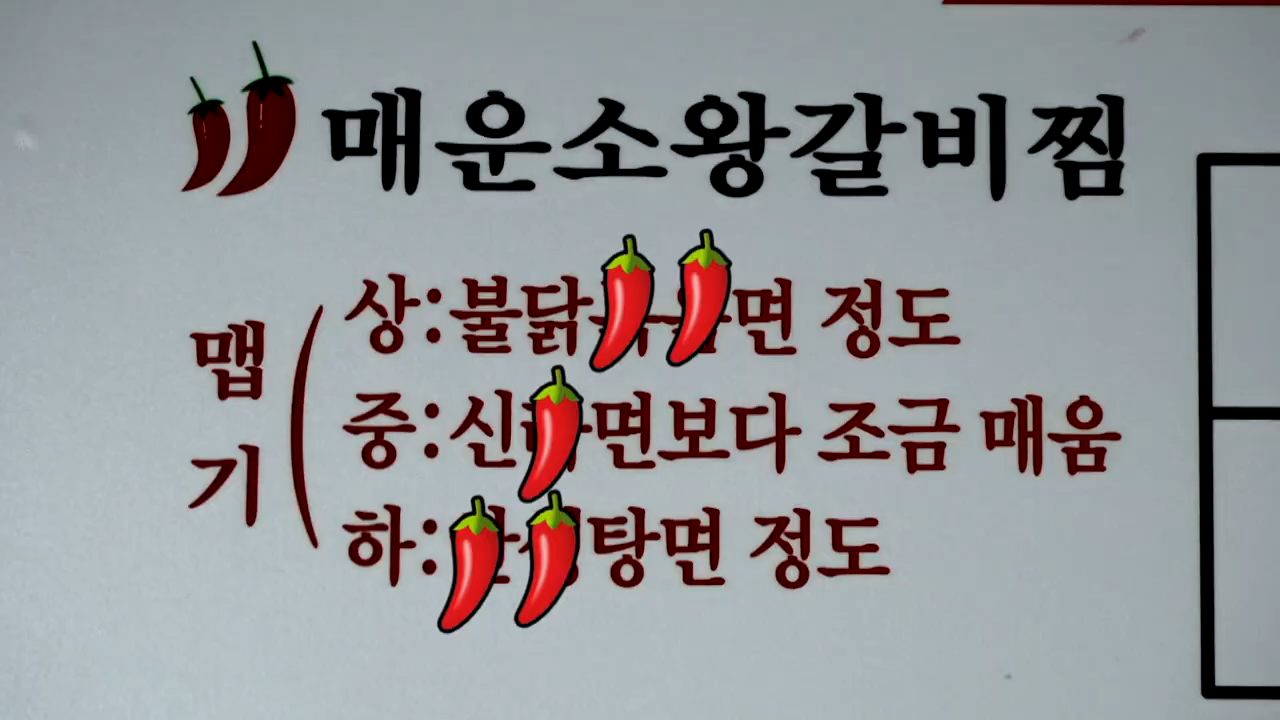 매운소왕갈비찜
맵기
상:불닭 면 정도
중:신 면보다 조금 매움
하: 탕면 정도